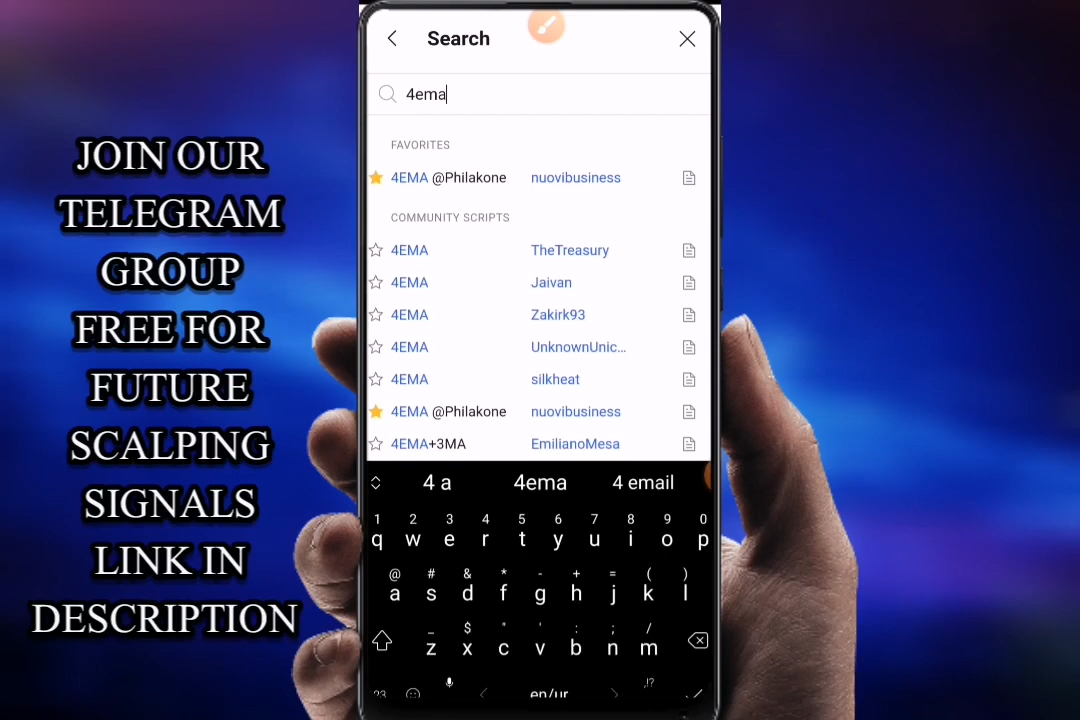 JOIN OUR
TELEGRAM
GROUP
FREE FOR
FUTURE
SCALPING
SIGNALS
LINK IN
DESCRIPTION
Search
4ema
FAVORITES
4EMA @Philakone nuovibusiness
COMMUNITY SCRIPTS
4EMA TheTreasury
4EMA Jaivan
4EMA Zakirk93
4EMA UnknownUnic...
4EMA silkheat
4EMA @Philakone nuovibusiness
4EMA+3MA EmilianoMesa
4 a 4ema 4 email
1 2 3 4 5 6 7 8 9 0
q w e r t y u i o p
@ # & * - + = ( )
a s d f g h j k l
_ $ " ' : ; /
z x c v b n m
,!?
en/ur